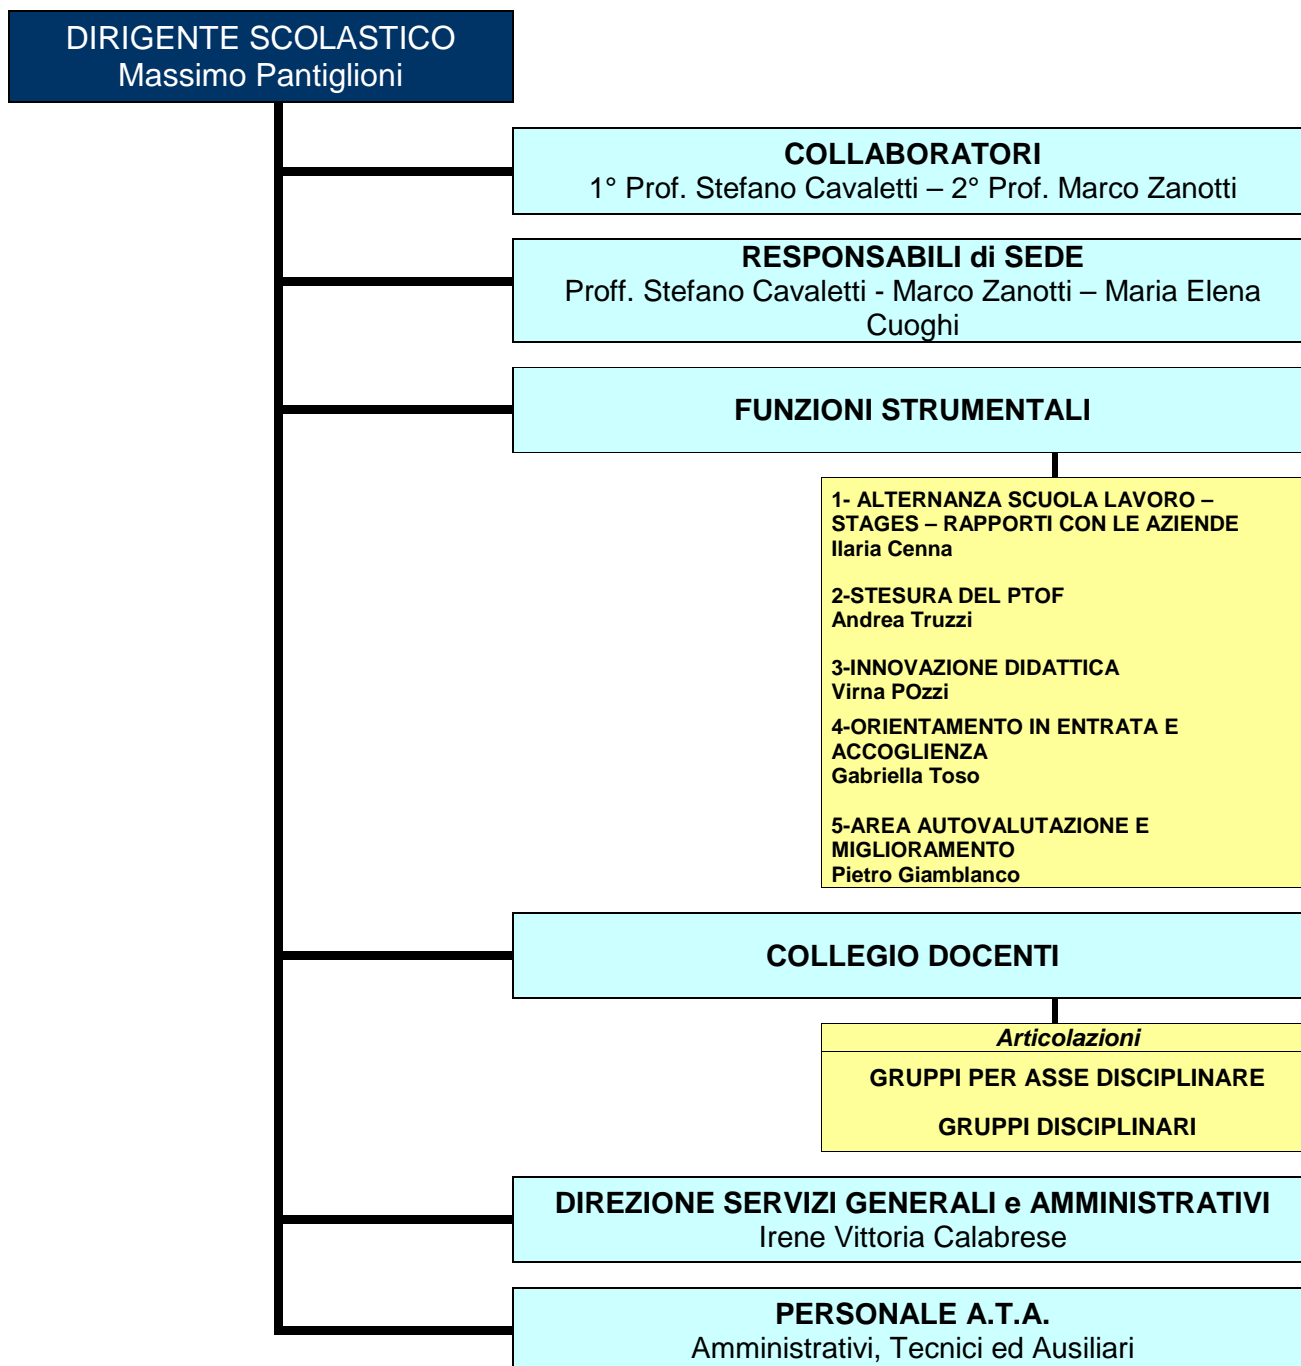 DIRIGENTE SCOLASTICO
Massimo Pantiglioni
COLLABORATORI
1° Prof. Stefano Cavaletti – 2° Prof. Marco Zanotti
RESPONSABILI di SEDE
Proff. Stefano Cavaletti - Marco Zanotti – Maria Elena
Cuoghi
FUNZIONI STRUMENTALI
1- ALTERNANZA SCUOLA LAVORO –
STAGES – RAPPORTI CON LE AZIENDE
Ilaria Cenna
2-STESURA DEL PTOF
Andrea Truzzi
3-INNOVAZIONE DIDATTICA
Virna POzzi
4-ORIENTAMENTO IN ENTRATA E
ACCOGLIENZA
Gabriella Toso
5-AREA AUTOVALUTAZIONE E
MIGLIORAMENTO
Pietro Giamblanco
COLLEGIO DOCENTI
Articolazioni
GRUPPI PER ASSE DISCIPLINARE
GRUPPI DISCIPLINARI
DIREZIONE SERVIZI GENERALI e AMMINISTRATIVI
Irene Vittoria Calabrese
PERSONALE A.T.A.
Amministrativi, Tecnici ed Ausiliari